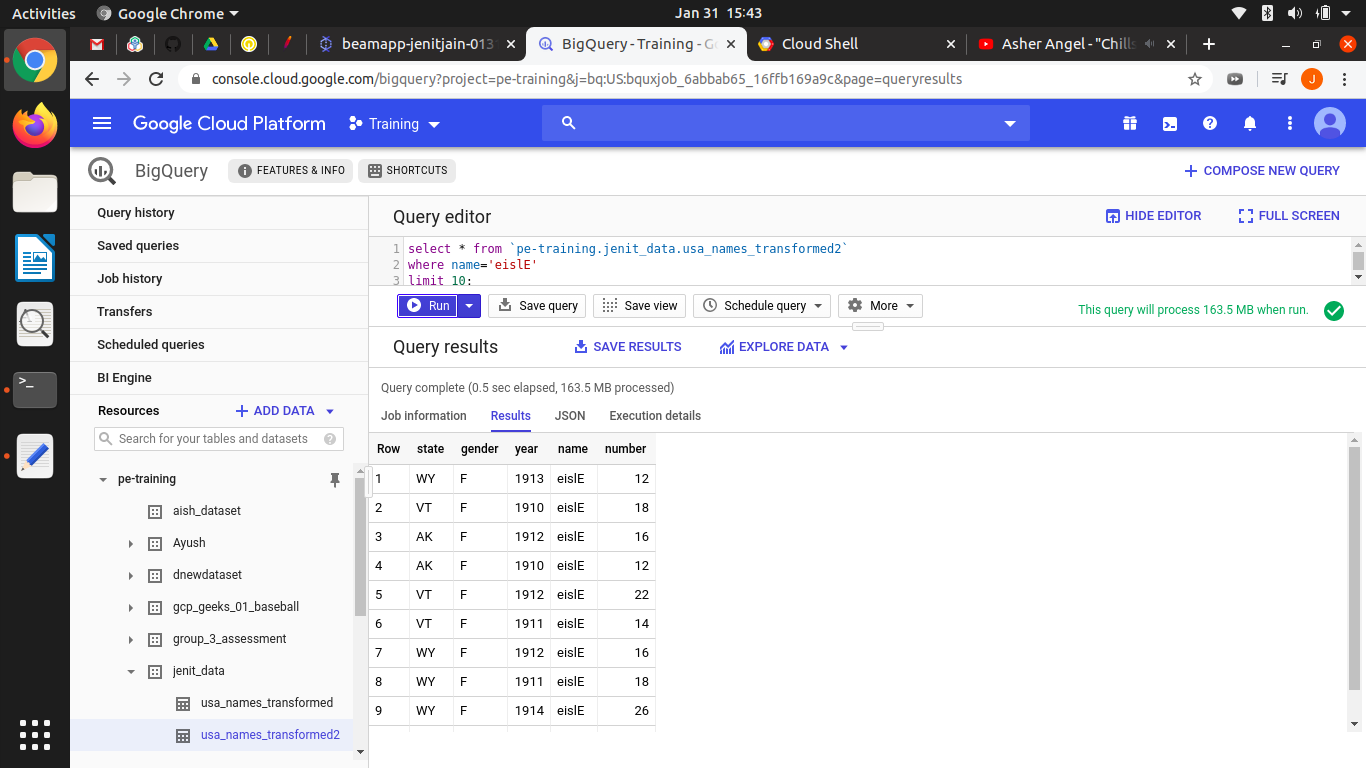 Activities Google Chrome Jan 31 15:43
beamapp-jenitjain-013 BigQuery - Training - Go Cloud Shell Asher Angel - "Chills
console.cloud.google.com/bigquery?project=pe-training&j=bq:US:bquxjob_6abbab65_16ffb169a9c&page=queryresults J
Google Cloud Platform Training
BigQuery FEATURES & INFO SHORTCUTS COMPOSE NEW QUERY
Query history
Saved queries
Job history
Transfers
Scheduled queries
BI Engine
Resources ADD DATA
Search for your tables and datasets
pe-training
aish_dataset
Ayush
dnewdataset
gcp_geeks_01_baseball
group_3_assessment
jenit_data
usa_names_transformed
usa_names_transformed2
Query editor HIDE EDITOR FULL SCREEN
1 select * from `pe-training.jenit_data.usa_names_transformed2`
2 where name='eislE'
3 limit 10;
Run Save query Save view Schedule query More This query will process 163.5 MB when run.
Query results SAVE RESULTS EXPLORE DATA
Query complete (0.5 sec elapsed, 163.5 MB processed)
Job information Results JSON Execution details
Row state gender year name number
1 WY F 1913 eislE 12
2 VT F 1910 eislE 18
3 AK F 1912 eislE 16
4 AK F 1910 eislE 12
5 VT F 1912 eislE 22
6 VT F 1911 eislE 14
7 WY F 1912 eislE 16
8 WY F 1911 eislE 18
9 WY F 1914 eislE 26